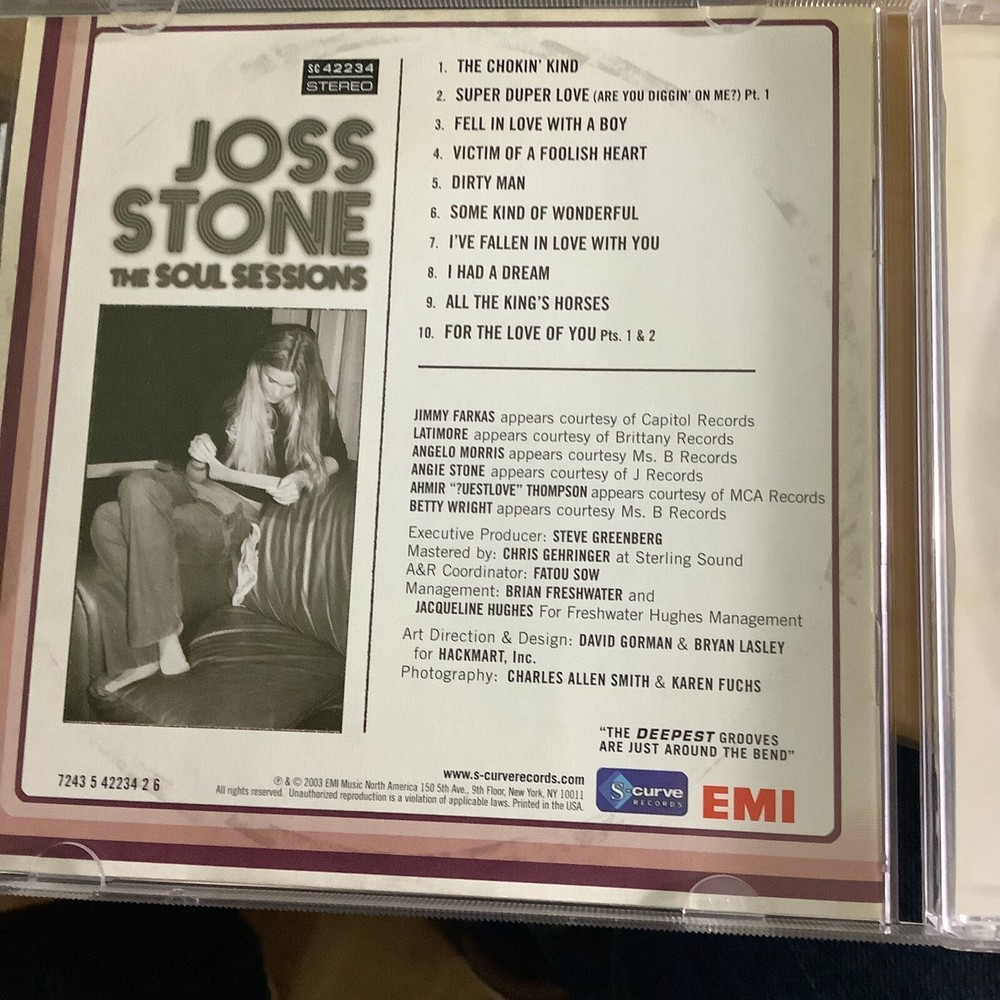 SC 42234
STEREO
JOSS
STONE
THE SOUL SESSIONS
1. THE CHOKIN' KIND
2. SUPER DUPER LOVE (ARE YOU DIGGIN' ON ME?) Pt. 1
3. FELL IN LOVE WITH A BOY
4. VICTIM OF A FOOLISH HEART
5. DIRTY MAN
6. SOME KIND OF WONDERFUL
7. I'VE FALLEN IN LOVE WITH YOU
8. I HAD A DREAM
9. ALL THE KING'S HORSES
10. FOR THE LOVE OF YOU Pts. 1 & 2
JIMMY FARKAS appears courtesy of Capitol Records
LATIMORE appears courtesy of Brittany Records
ANGELO MORRIS appears courtesy Ms. B Records
ANGIE STONE appears courtesy of J Records
AHMIR "?UESTLOVE" THOMPSON appears courtesy of MCA Records
BETTY WRIGHT appears courtesy Ms. B Records
Executive Producer: STEVE GREENBERG
Mastered by: CHRIS GEHRINGER at Sterling Sound
A&R Coordinator: FATOU SOW
Management: BRIAN FRESHWATER and
JACQUELINE HUGHES For Freshwater Hughes Management
Art Direction & Design: DAVID GORMAN & BRYAN LASLEY
for HACKMART, Inc.
Photography: CHARLES ALLEN SMITH & KAREN FUCHS
"THE DEEPEST GROOVES
ARE JUST AROUND THE BEND"
7243 5 42234 2 6
www.s-curverecords.com
℗ & © 2003 EMI Music North America 150 5th Ave., 9th Floor, New York, NY 10011
All rights reserved. Unauthorized reproduction is a violation of applicable laws. Printed in the USA.
S-curve
RECORDS
EMI